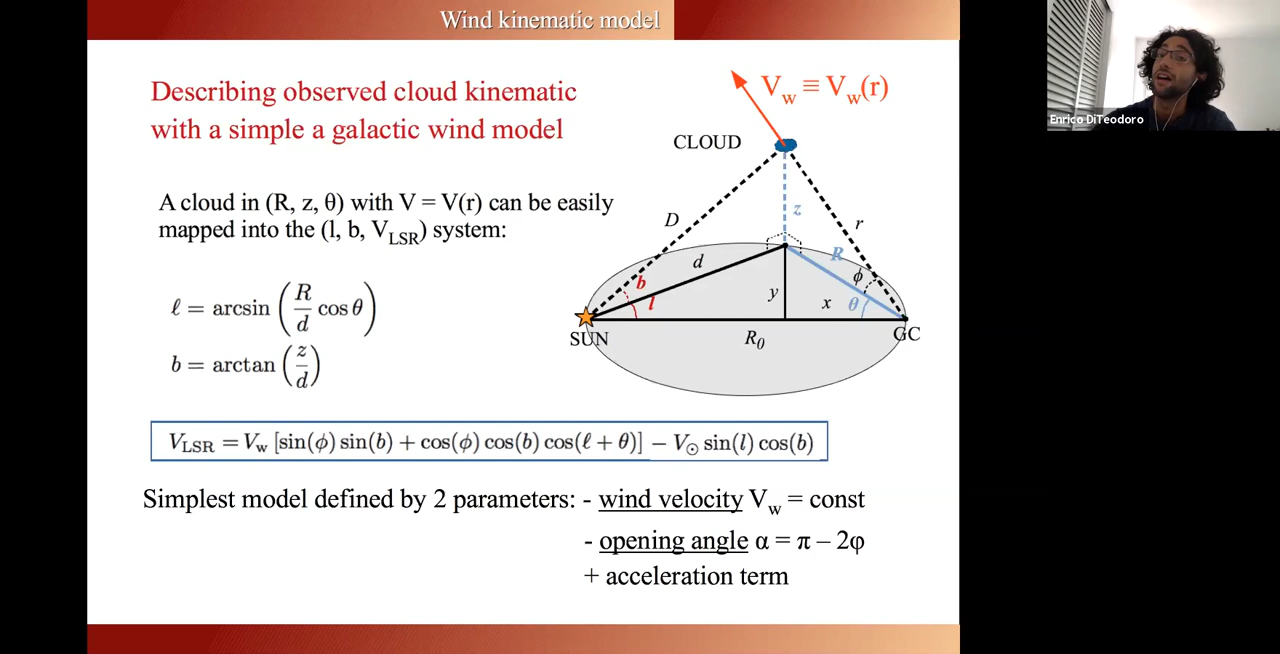 Wind kinematic model
Enrico DiTeodoro
Describing observed cloud kinematic
with a simple a galactic wind model
V_w ≡ V_w(r)
CLOUD
A cloud in (R, z, θ) with V = V(r) can be easily
mapped into the (l, b, V_LSR) system:
D
z
r
d
R
b
l
y
x
ϕ
θ
SUN
R_0
GC
ℓ = arcsin (R/d cos θ)
b = arctan (z/d)
V_LSR = V_w [sin(ϕ) sin(b) + cos(ϕ) cos(b) cos(ℓ + θ)] − V_⊙ sin(l) cos(b)
Simplest model defined by 2 parameters: - wind velocity V_w = const
- opening angle α = π – 2φ
+ acceleration term